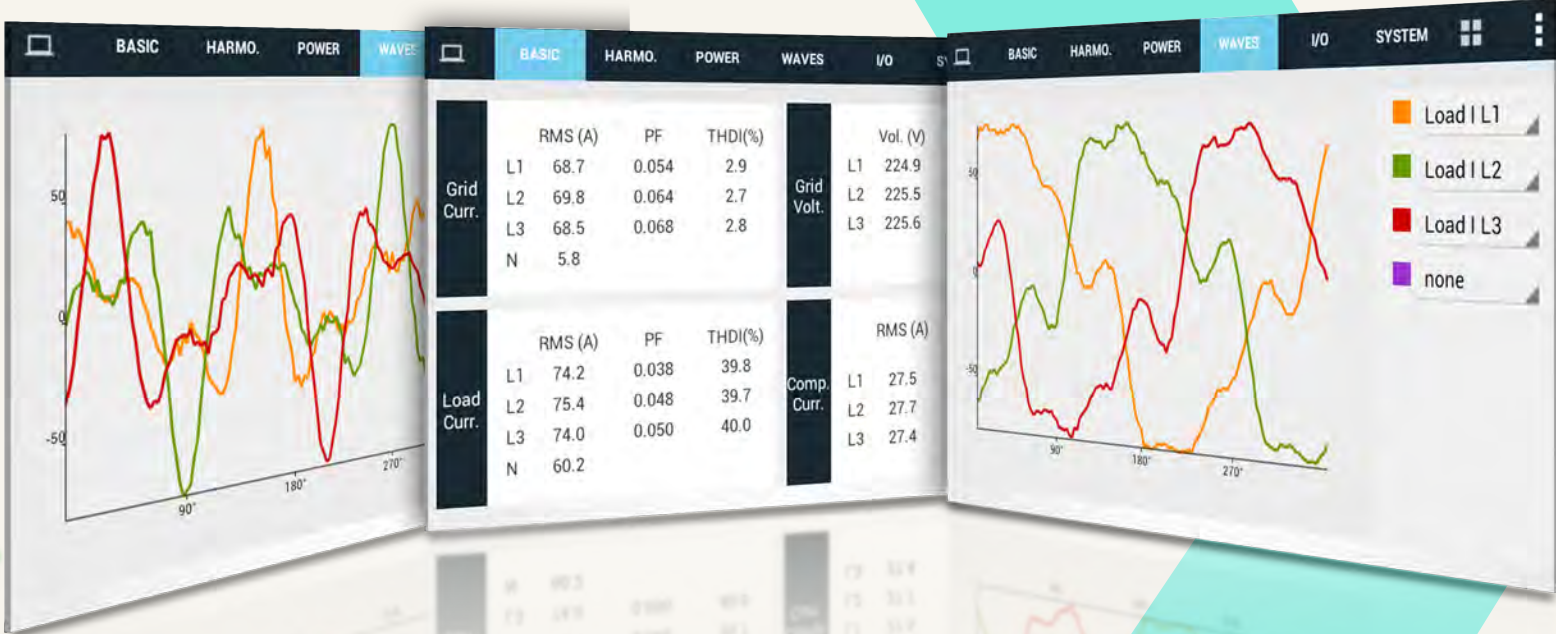 BASIC HARMO. POWER WAVES
50
0
-50
90°
180°
270°
BASIC HARMO. POWER WAVES I/O
Grid Curr.
RMS (A) PF THDI(%)
L1 68.7 0.054 2.9
L2 69.8 0.064 2.7
L3 68.5 0.068 2.8
N 5.8
Grid Volt.
Vol. (V)
L1 224.9
L2 225.5
L3 225.6
Load Curr.
RMS (A) PF THDI(%)
L1 74.2 0.038 39.8
L2 75.4 0.048 39.7
L3 74.0 0.050 40.0
N 60.2
Comp. Curr.
RMS (A)
L1 27.5
L2 27.7
L3 27.4
BASIC HARMO. POWER WAVES I/O SYSTEM
50
0
-50
90°
180°
270°
Load I L1
Load I L2
Load I L3
none